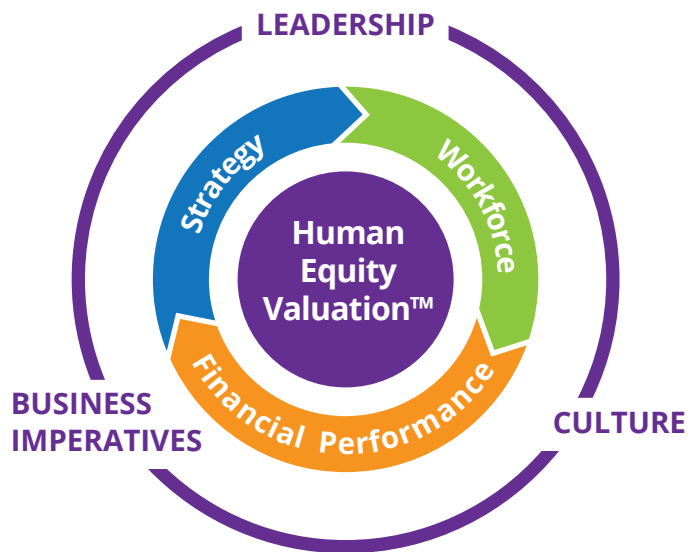 LEADERSHIP
Strategy
Workforce
Human
Equity
Valuation™
Financial Performance
BUSINESS
IMPERATIVES
CULTURE